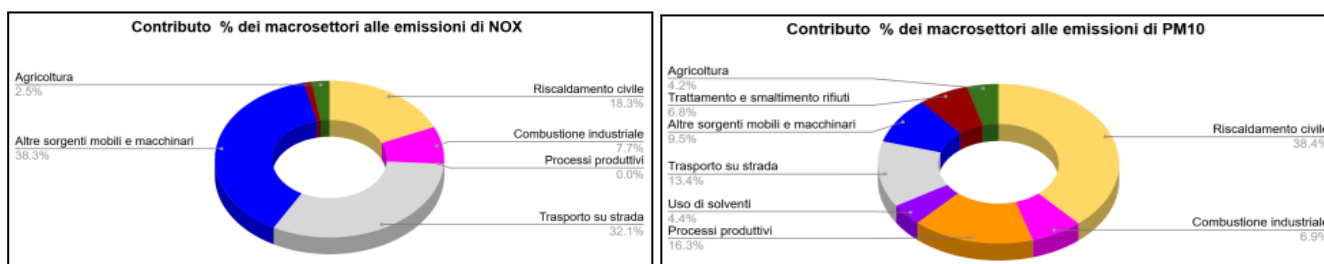 Contributo % dei macrosettori alle emissioni di NOX
Agricoltura
2.5%
Altre sorgenti mobili e macchinari
38.3%
Riscaldamento civile
18.3%
Combustione industriale
7.7%
Processi produttivi
0.0%
Trasporto su strada
32.1%
Contributo % dei macrosettori alle emissioni di PM10
Agricoltura
4.2%
Trattamento e smaltimento rifiuti
6.8%
Altre sorgenti mobili e macchinari
9.5%
Trasporto su strada
13.4%
Uso di solventi
4.4%
Processi produttivi
16.3%
Riscaldamento civile
38.4%
Combustione industriale
6.9%